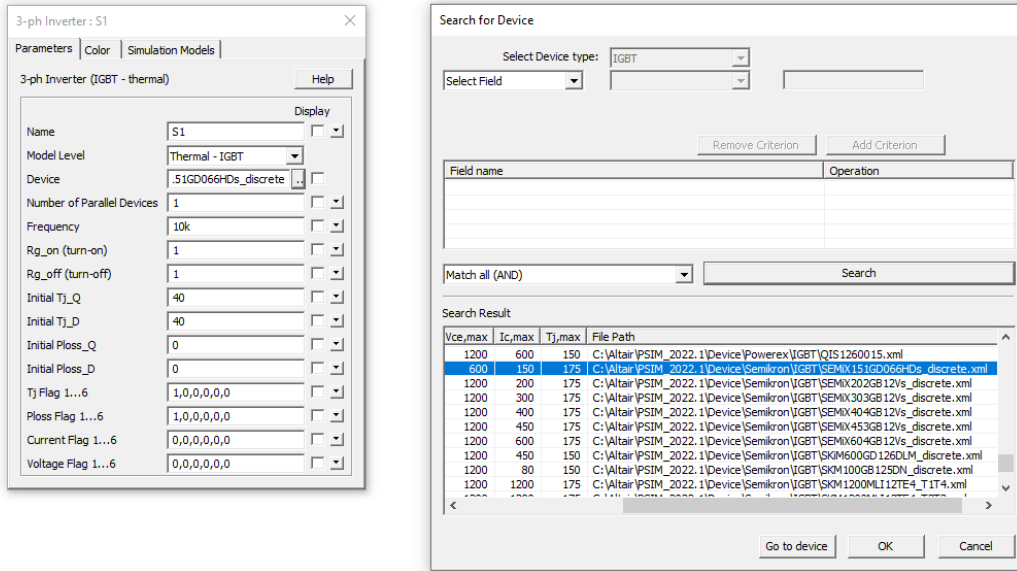 3-ph Inverter : S1
Parameters Color Simulation Models
3-ph Inverter (IGBT - thermal) Help
Display
Name S1
Model Level Thermal - IGBT
Device .51GD066HDs_discrete ..
Number of Parallel Devices 1
Frequency 10k
Rg_on (turn-on) 1
Rg_off (turn-off) 1
Initial Tj_Q 40
Initial Tj_D 40
Initial Ploss_Q 0
Initial Ploss_D 0
Tj Flag 1...6 1,0,0,0,0,0
Ploss Flag 1...6 1,0,0,0,0,0
Current Flag 1...6 0,0,0,0,0,0
Voltage Flag 1...6 0,0,0,0,0,0
Search for Device
Select Device type: IGBT
Select Field
Remove Criterion Add Criterion
Field name Operation
Match all (AND) Search
Search Result
Vce,max Ic,max Tj,max File Path
1200 600 150 C:\Altair\PSIM_2022.1\Device\Powerex\IGBT\QIS1260015.xml
600 150 175 C:\Altair\PSIM_2022.1\Device\Semikron\IGBT\SEMiX151GD066HDs_discrete.xml
1200 200 175 C:\Altair\PSIM_2022.1\Device\Semikron\IGBT\SEMiX202GB12Vs_discrete.xml
1200 300 175 C:\Altair\PSIM_2022.1\Device\Semikron\IGBT\SEMiX303GB12Vs_discrete.xml
1200 400 175 C:\Altair\PSIM_2022.1\Device\Semikron\IGBT\SEMiX404GB12Vs_discrete.xml
1200 450 175 C:\Altair\PSIM_2022.1\Device\Semikron\IGBT\SEMiX453GB12Vs_discrete.xml
1200 600 175 C:\Altair\PSIM_2022.1\Device\Semikron\IGBT\SEMiX604GB12Vs_discrete.xml
1200 450 150 C:\Altair\PSIM_2022.1\Device\Semikron\IGBT\SKiM600GD126DLM_discrete.xml
1200 80 150 C:\Altair\PSIM_2022.1\Device\Semikron\IGBT\SKM100GB125DN_discrete.xml
1200 1200 175 C:\Altair\PSIM_2022.1\Device\Semikron\IGBT\SKM1200MLI12TE4_T1T4.xml
Go to device OK Cancel